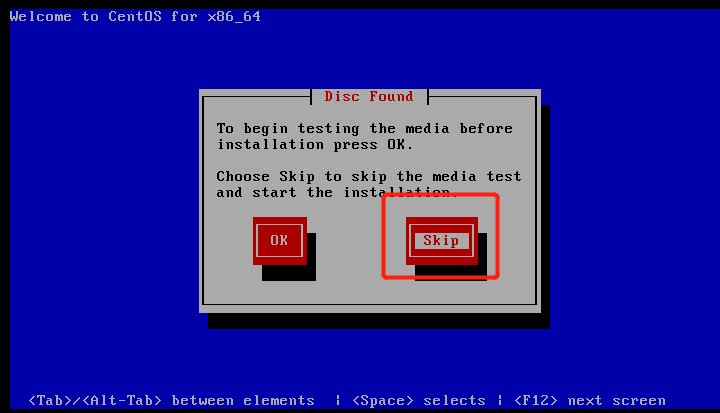 Welcome to CentOS for x86_64
Disc Found
To begin testing the media before
installation press OK.
Choose Skip to skip the media test
and start the installation.
OK
Skip
<Tab>/<Alt-Tab> between elements | <Space> selects | <F12> next screen